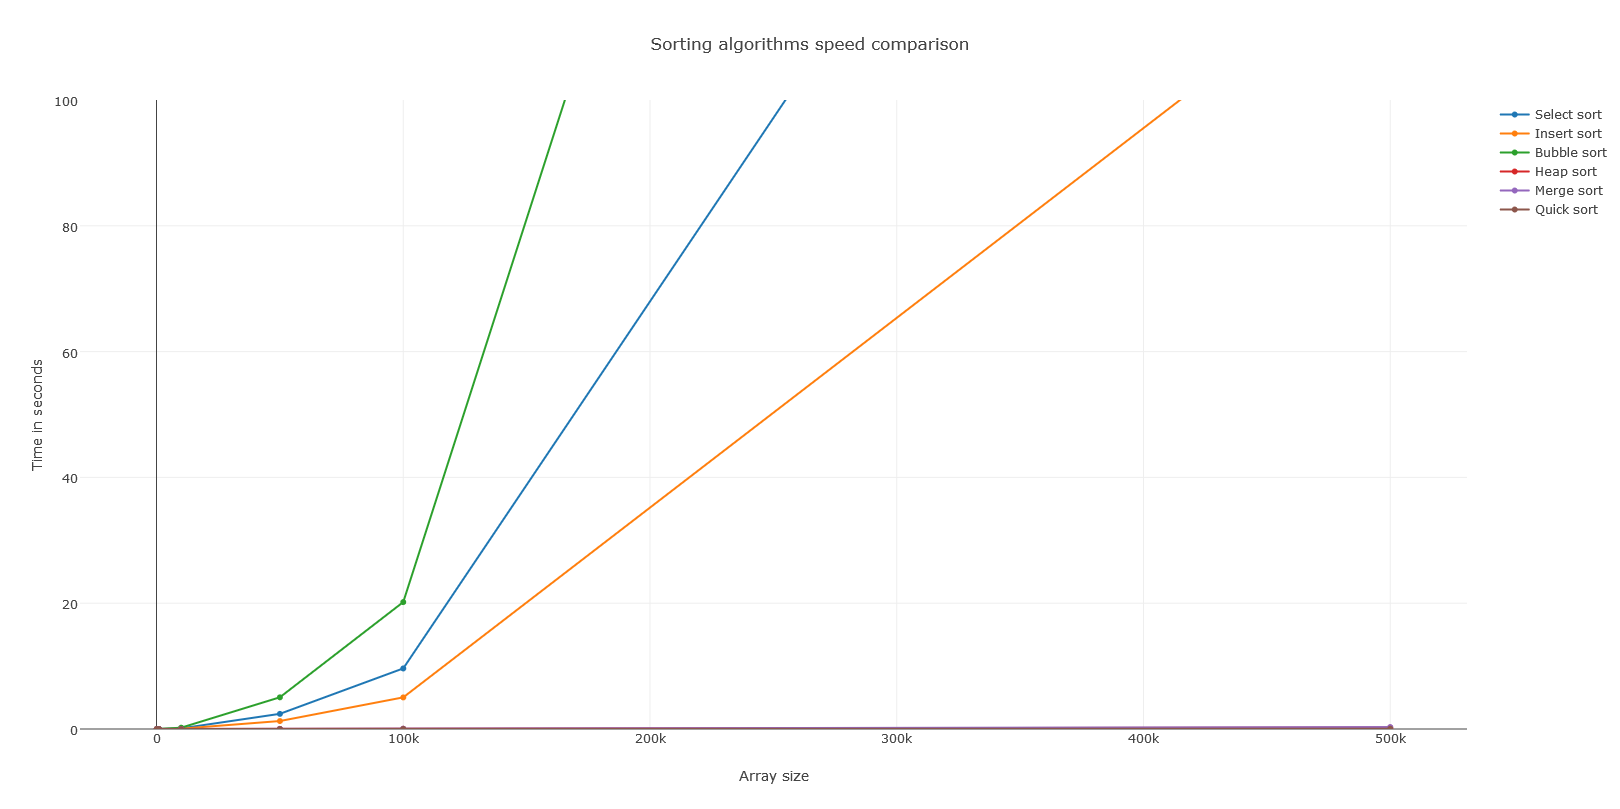 Sorting algorithms speed comparison
100
80
60
40
20
0
Time in seconds
0
100k
200k
300k
400k
500k
Array size
Select sort
Insert sort
Bubble sort
Heap sort
Merge sort
Quick sort